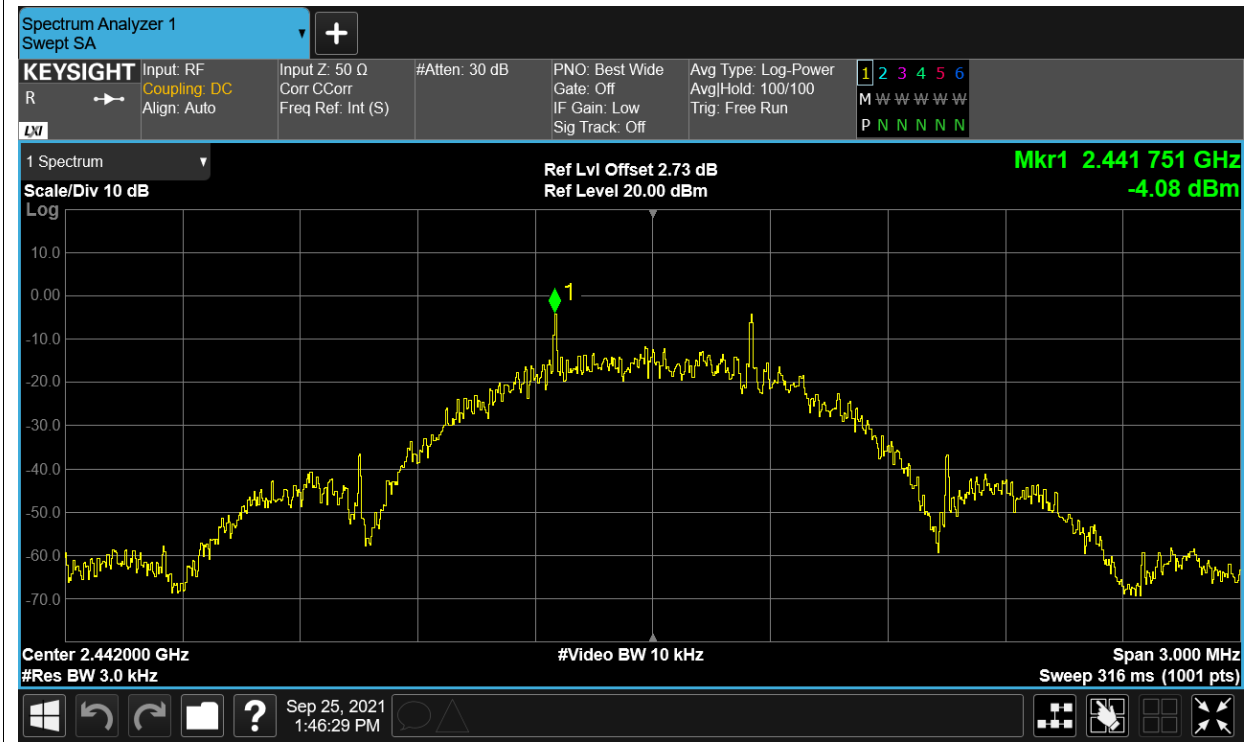 Spectrum Analyzer 1
Swept SA
KEYSIGHT
R
LXI
Input: RF
Coupling: DC
Align: Auto
Input Z: 50 Ω
Corr CCorr
Freq Ref: Int (S)
#Atten: 30 dB
PNO: Best Wide
Gate: Off
IF Gain: Low
Sig Track: Off
Avg Type: Log-Power
Avg|Hold: 100/100
Trig: Free Run
1 2 3 4 5 6
M W W W W W
P N N N N N
1 Spectrum
Scale/Div 10 dB
Log
Ref Lvl Offset 2.73 dB
Ref Level 20.00 dBm
Mkr1 2.441 751 GHz
-4.08 dBm
10.0
0.00
-10.0
-20.0
-30.0
-40.0
-50.0
-60.0
-70.0
1
Center 2.442000 GHz
#Res BW 3.0 kHz
#Video BW 10 kHz
Span 3.000 MHz
Sweep 316 ms (1001 pts)
?
Sep 25, 2021
1:46:29 PM